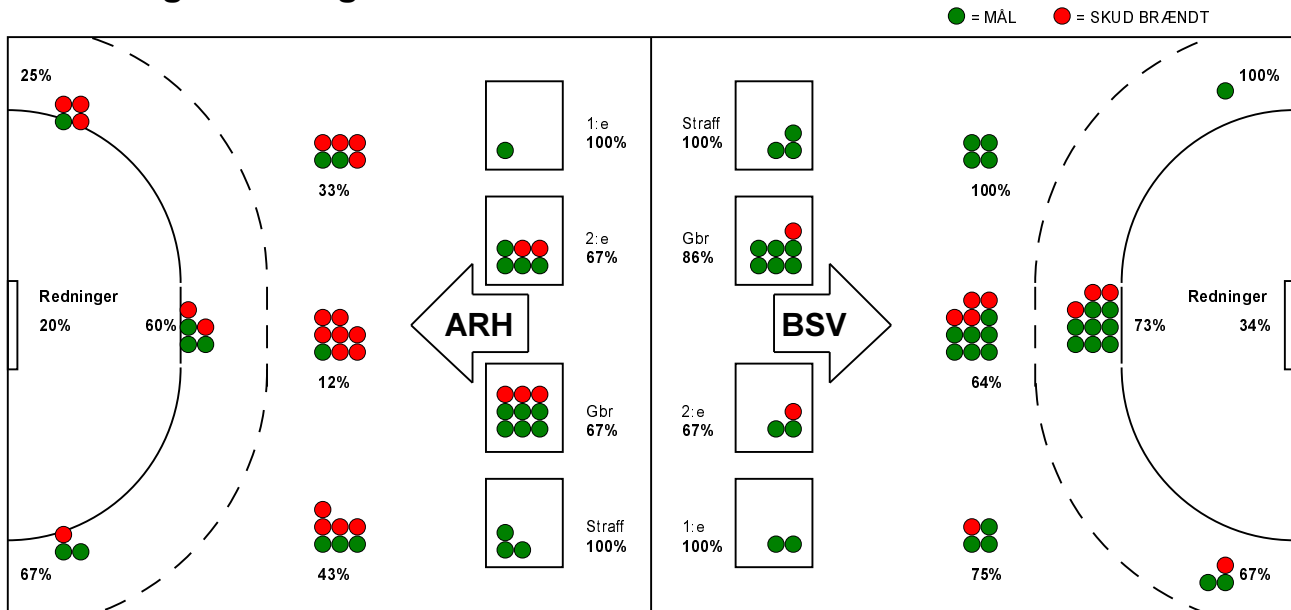 = MÅL = SKUD BRÆNDT
25%
100%
1:e
100%
Straff
100%
33%
100%
2:e
67%
Gbr
86%
Redninger
20%
60%
ARH
BSV
73%
Redninger
34%
12%
64%
Gbr
67%
2:e
67%
Straff
100%
1:e
100%
67%
43%
75%
67%